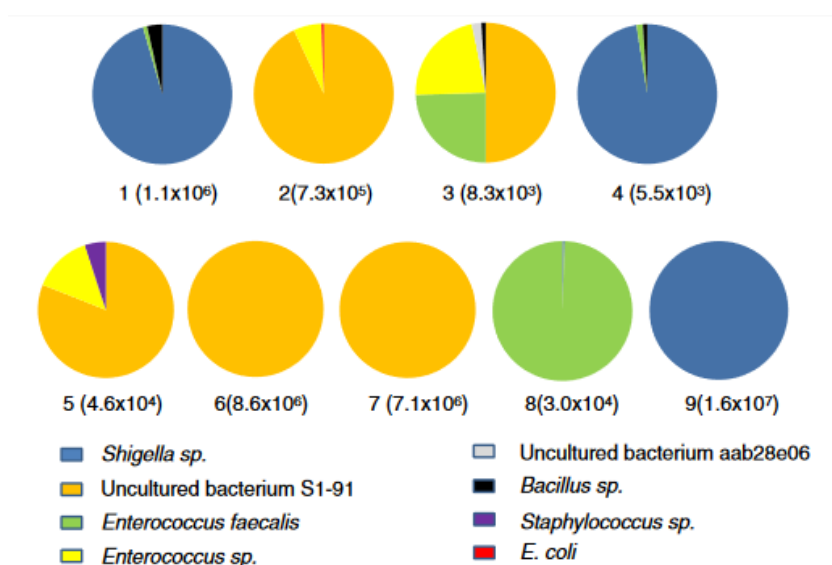 1 (1.1x10⁶) 2(7.3x10⁵) 3 (8.3x10³) 4 (5.5x10³)
5 (4.6x10⁴) 6(8.6x10⁶) 7 (7.1x10⁶) 8(3.0x10⁴) 9(1.6x10⁷)
Shigella sp.
Uncultured bacterium S1-91
Enterococcus faecalis
Enterococcus sp.
Uncultured bacterium aab28e06
Bacillus sp.
Staphylococcus sp.
E. coli